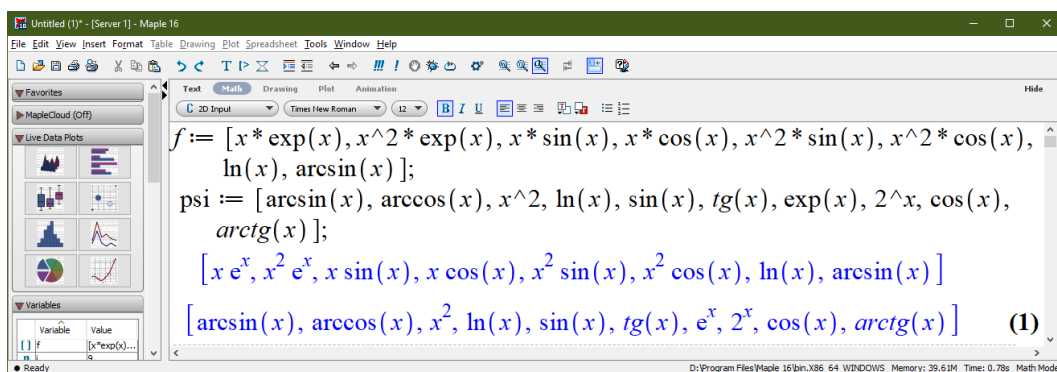 Untitled (1)* - [Server 1] - Maple 16
File Edit View Insert Format Table Drawing Plot Spreadsheet Tools Window Help
Favorites
MapleCloud (Off)
Live Data Plots
Variables
Variable Value
f [x*exp(x)...
Text Math Drawing Plot Animation Hide
C 2D Input Times New Roman 12 B I U
f := [x * exp(x), x^2 * exp(x), x * sin(x), x * cos(x), x^2 * sin(x), x^2 * cos(x),
ln(x), arcsin(x)];
psi := [arcsin(x), arccos(x), x^2, ln(x), sin(x), tg(x), exp(x), 2^x, cos(x),
arctg(x)];
[x e^x, x^2 e^x, x sin(x), x cos(x), x^2 sin(x), x^2 cos(x), ln(x), arcsin(x)]
[arcsin(x), arccos(x), x^2, ln(x), sin(x), tg(x), e^x, 2^x, cos(x), arctg(x)] (1)
Ready D:\Program Files\Maple 16\bin.X86_64_WINDOWS Memory: 39.61M Time: 0.78s Math Mode